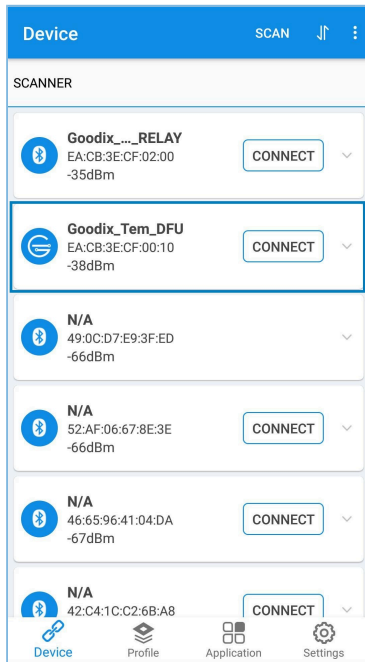 Device
SCAN
SCANNER
Goodix_..._RELAY
EA:CB:3E:CF:02:00
CONNECT
-35dBm
Goodix_Tem_DFU
EA:CB:3E:CF:00:10
CONNECT
-38dBm
N/A
49:0C:D7:E9:3F:ED
-66dBm
N/A
52:AF:06:67:8E:3E
CONNECT
-66dBm
N/A
46:65:96:41:04:DA
CONNECT
-67dBm
N/A
42:C4:1C:C2:6B:A8
CONNECT
Device
Profile
Application
Settings